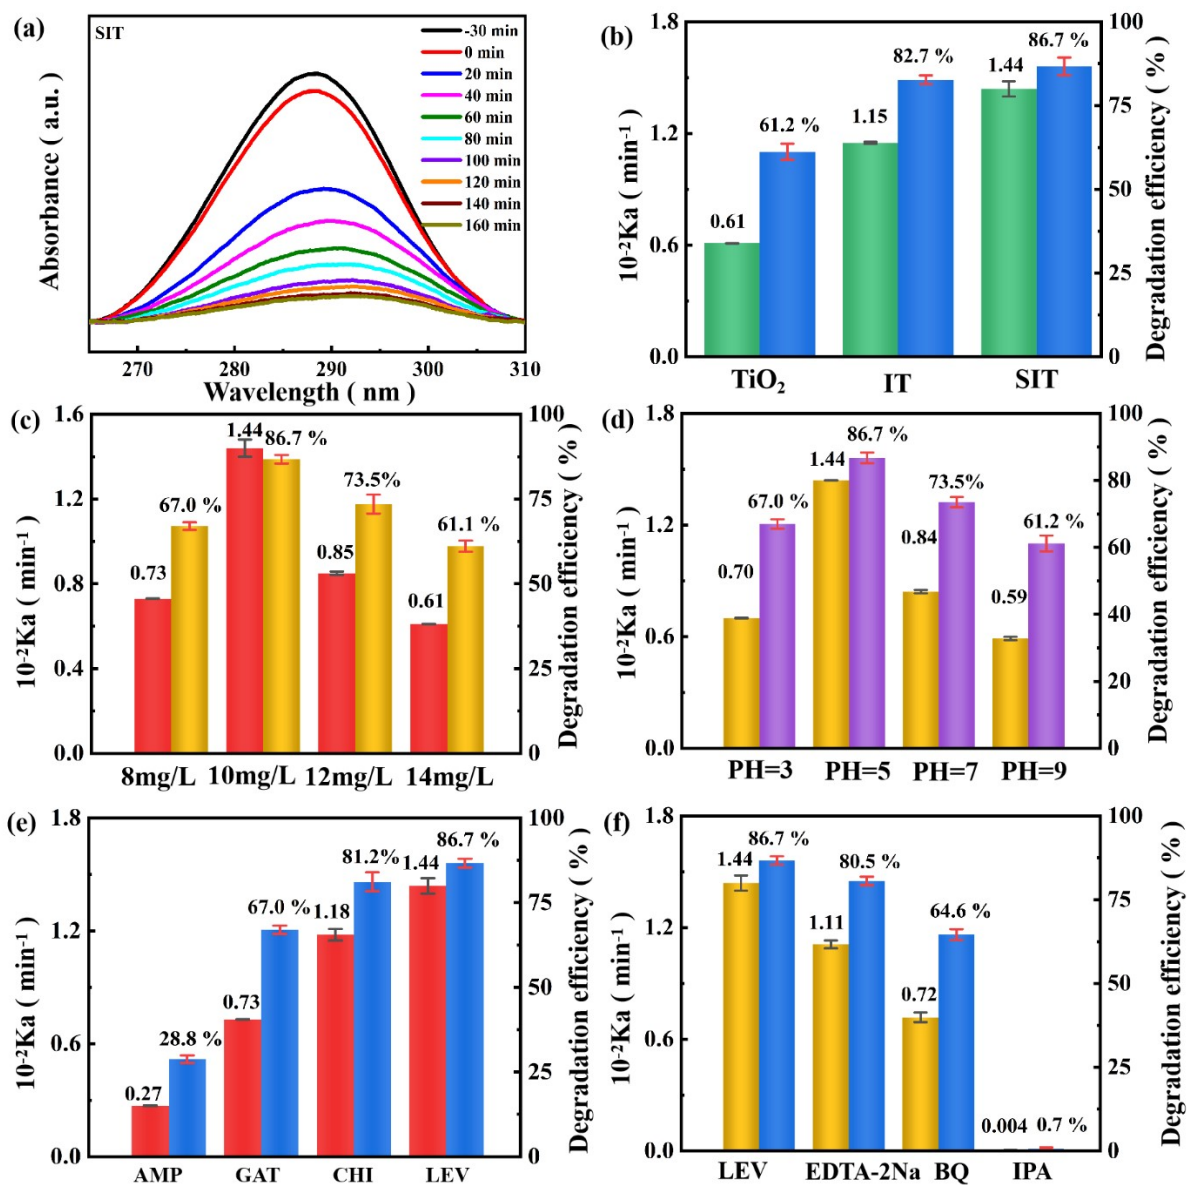 (a)
SIT
-30 min
0 min
20 min
40 min
60 min
80 min
100 min
120 min
140 min
160 min
Absorbance ( a.u.)
270 280 290 300 310
Wavelength ( nm )
(b)
1.8
1.2
0.6
0.0
10⁻²Ka ( min⁻¹)
0.61
61.2 %
1.15
82.7 %
1.44
86.7 %
100
75
50
25
0
Degradation efficiency ( % )
TiO₂ IT SIT
(c)
1.6
1.2
0.8
0.4
0.0
10⁻²Ka ( min⁻¹)
0.73
67.0 %
1.44
86.7 %
0.85
73.5%
0.61
61.1 %
100
75
50
25
0
Degradation efficiency ( % )
8mg/L 10mg/L 12mg/L 14mg/L
(d)
1.8
1.2
0.6
0.0
10⁻²Ka ( min⁻¹)
0.70
67.0 %
1.44
86.7 %
0.84
73.5%
0.59
61.2 %
100
80
60
40
20
0
Degradation efficiency ( % )
PH=3 PH=5 PH=7 PH=9
(e)
1.8
1.2
0.6
0.0
10⁻²Ka ( min⁻¹)
0.27
28.8 %
0.73
67.0 %
1.18
81.2%
1.44
86.7 %
100
75
50
25
0
Degradation efficiency ( % )
AMP GAT CHI LEV
(f)
1.8
1.2
0.6
0.0
10⁻²Ka ( min⁻¹)
1.44
86.7 %
1.11
80.5 %
0.72
64.6 %
0.004
0.7 %
100
75
50
25
0
Degradation efficiency ( % )
LEV EDTA-2Na BQ IPA